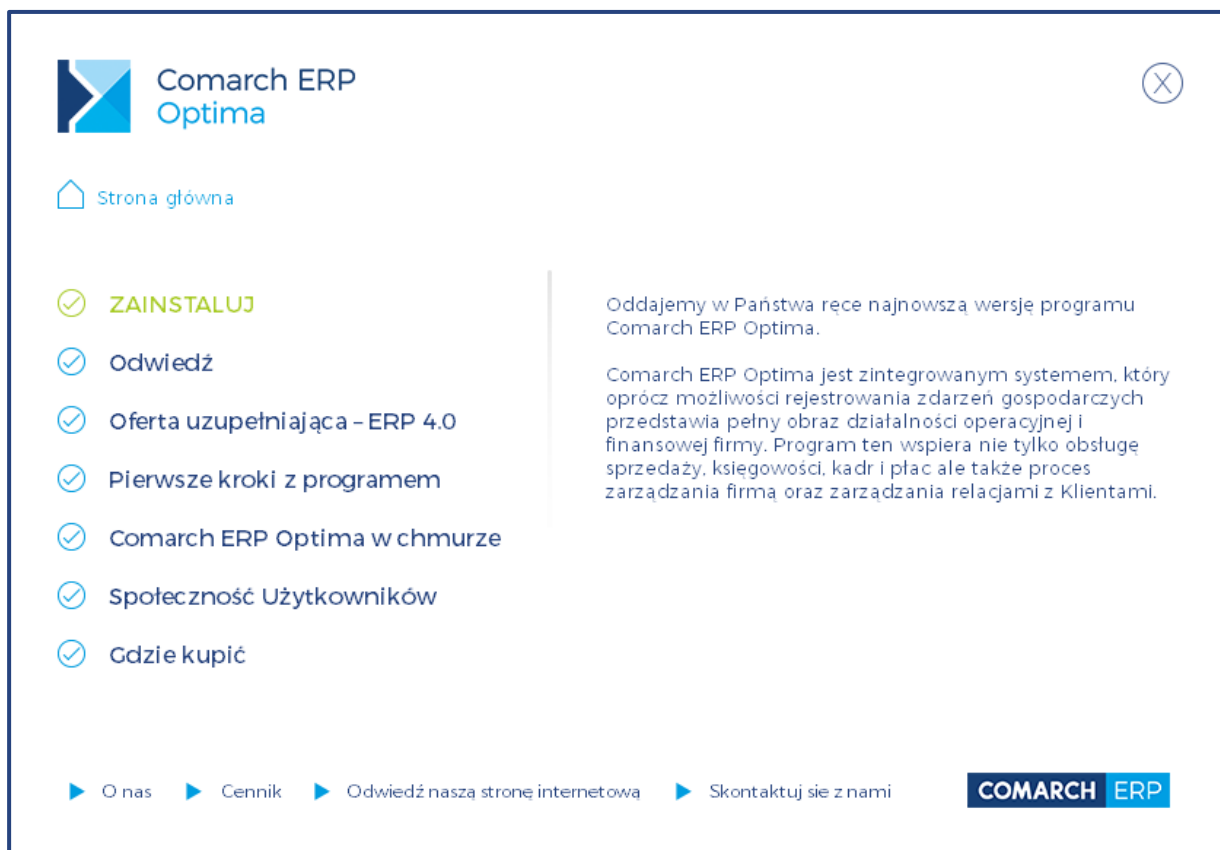 Comarch ERP
Optima
X
Strona główna
ZAINSTALUJ
Odwiedź
Oferta uzupełniająca – ERP 4.0
Pierwsze kroki z programem
Comarch ERP Optima w chmurze
Społeczność Użytkowników
Gdzie kupić
Oddajemy w Państwa ręce najnowszą wersję programu
Comarch ERP Optima.
Comarch ERP Optima jest zintegrowanym systemem, który
oprócz możliwości rejestrowania zdarzeń gospodarczych
przedstawia pełny obraz działalności operacyjnej i
finansowej firmy. Program ten wspiera nie tylko obsługę
sprzedaży, księgowości, kadr i płac ale także proces
zarządzania firmą oraz zarządzania relacjami z Klientami.
O nas Cennik Odwiedź naszą stronę internetową Skontaktuj sie z nami
COMARCH ERP